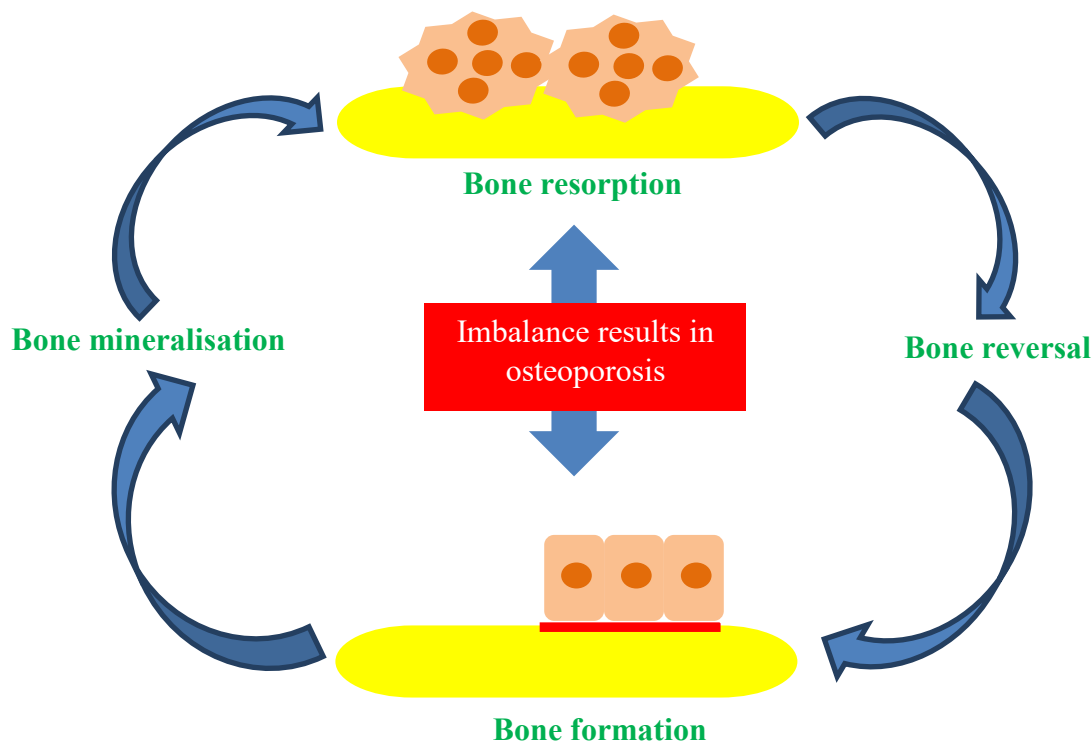 Bone resorption
Imbalance results in
osteoporosis
Bone mineralisation
Bone reversal
Bone formation